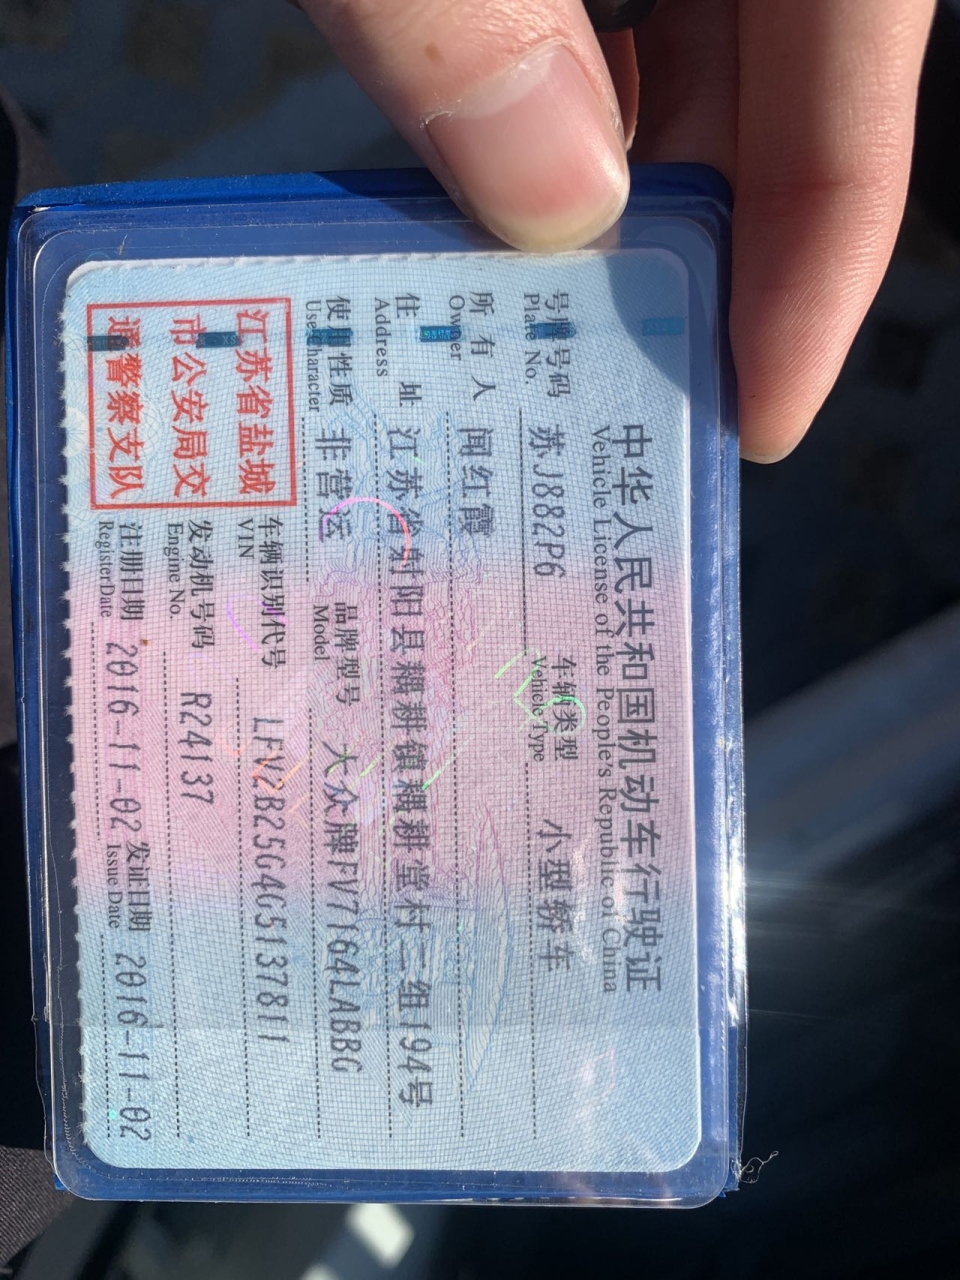 中华人民共和国机动车行驶证
Vehicle License of the People's Republic of China
号牌号码 苏J882P6 车辆类型 小型轿车
Plate No. Vehicle Type
所有人 闻红霞
Owner
住址 江苏省射阳县耦耕镇耦耕堂村二组194号
Address
使用性质 非营运 品牌型号 大众牌FV7164LABBG
Use Character Model
江苏省盐城
市公安局交
通警察支队
车辆识别代号 LFV2B25G4G5137811
VIN
发动机号码 R24137
Engine No.
注册日期 2016-11-02 发证日期 2016-11-02
Register Date Issue Date